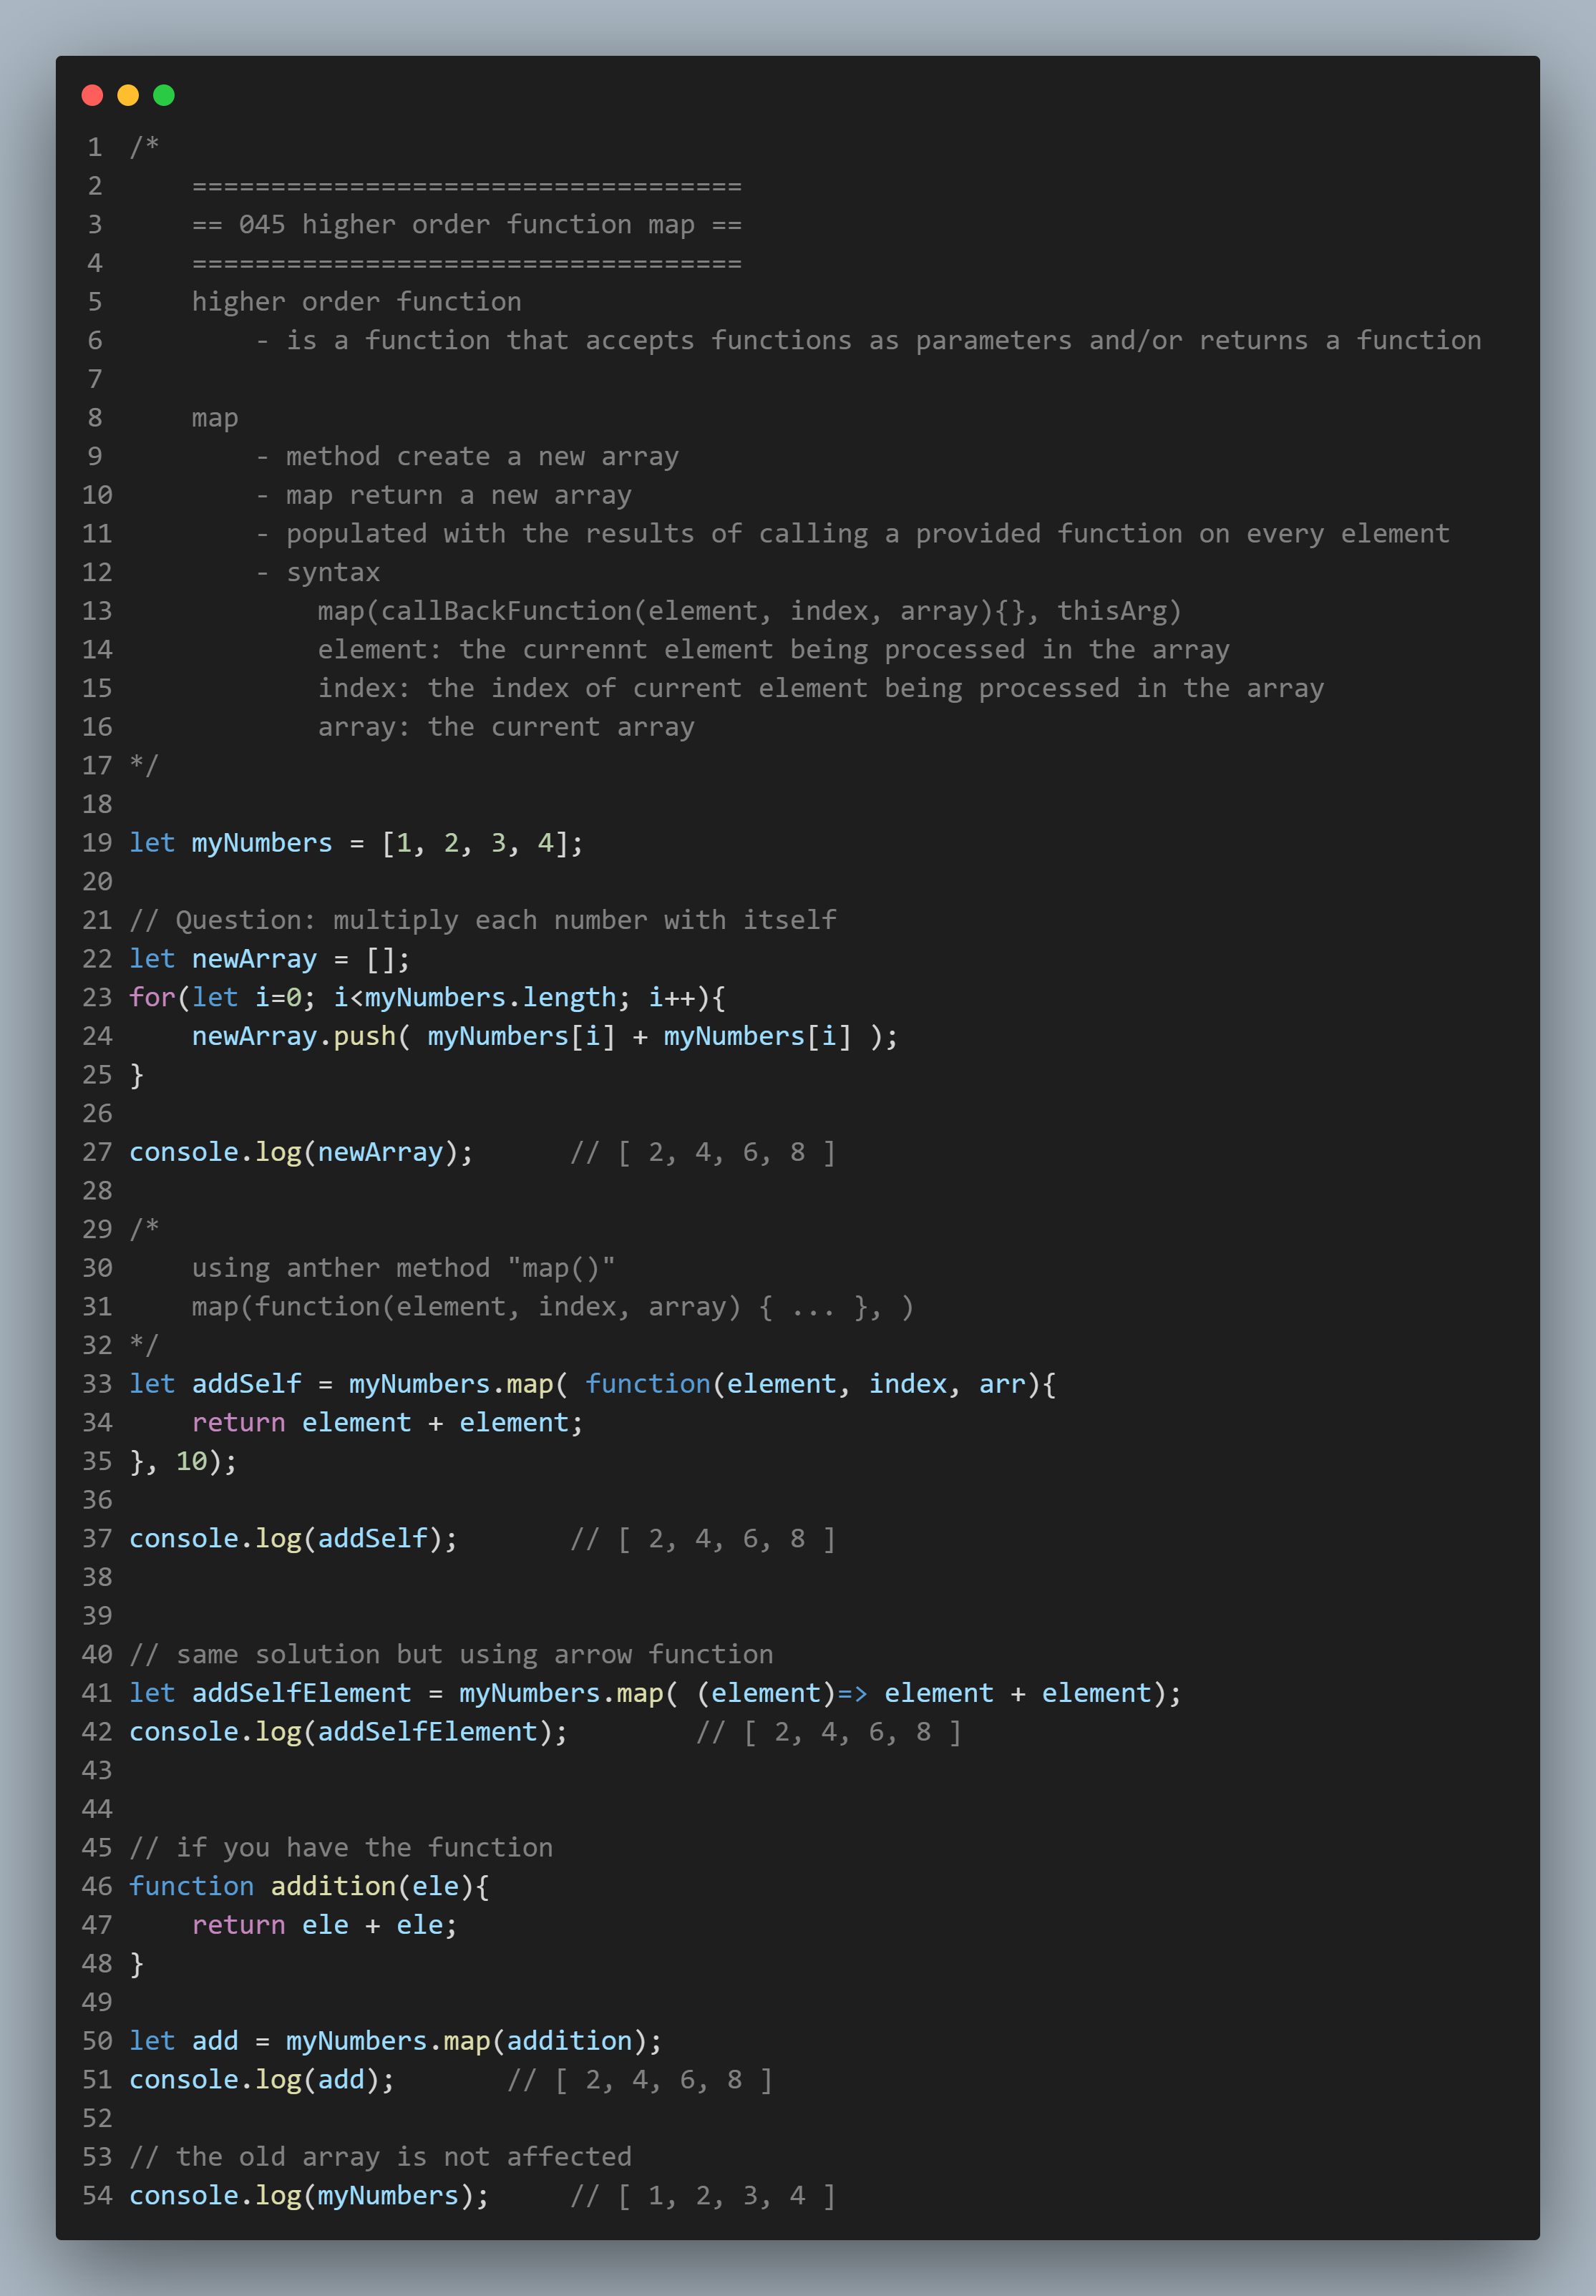 1 /*
2     ===================================
3     == 045 higher order function map ==
4     ===================================
5     higher order function
6         - is a function that accepts functions as parameters and/or returns a function
7
8     map
9         - method create a new array
10         - map return a new array
11         - populated with the results of calling a provided function on every element
12         - syntax
13             map(callBackFunction(element, index, array){}, thisArg)
14             element: the currennt element being processed in the array
15             index: the index of current element being processed in the array
16             array: the current array
17 */
18
19 let myNumbers = [1, 2, 3, 4];
20
21 // Question: multiply each number with itself
22 let newArray = [];
23 for(let i=0; i<myNumbers.length; i++){
24     newArray.push( myNumbers[i] + myNumbers[i] );
25 }
26
27 console.log(newArray);      // [ 2, 4, 6, 8 ]
28
29 /*
30     using anther method "map()"
31     map(function(element, index, array) { ... }, )
32 */
33 let addSelf = myNumbers.map( function(element, index, arr){
34     return element + element;
35 }, 10);
36
37 console.log(addSelf);       // [ 2, 4, 6, 8 ]
38
39
40 // same solution but using arrow function
41 let addSelfElement = myNumbers.map( (element)=> element + element);
42 console.log(addSelfElement);        // [ 2, 4, 6, 8 ]
43
44
45 // if you have the function
46 function addition(ele){
47     return ele + ele;
48 }
49
50 let add = myNumbers.map(addition);
51 console.log(add);       // [ 2, 4, 6, 8 ]
52
53 // the old array is not affected
54 console.log(myNumbers);     // [ 1, 2, 3, 4 ]